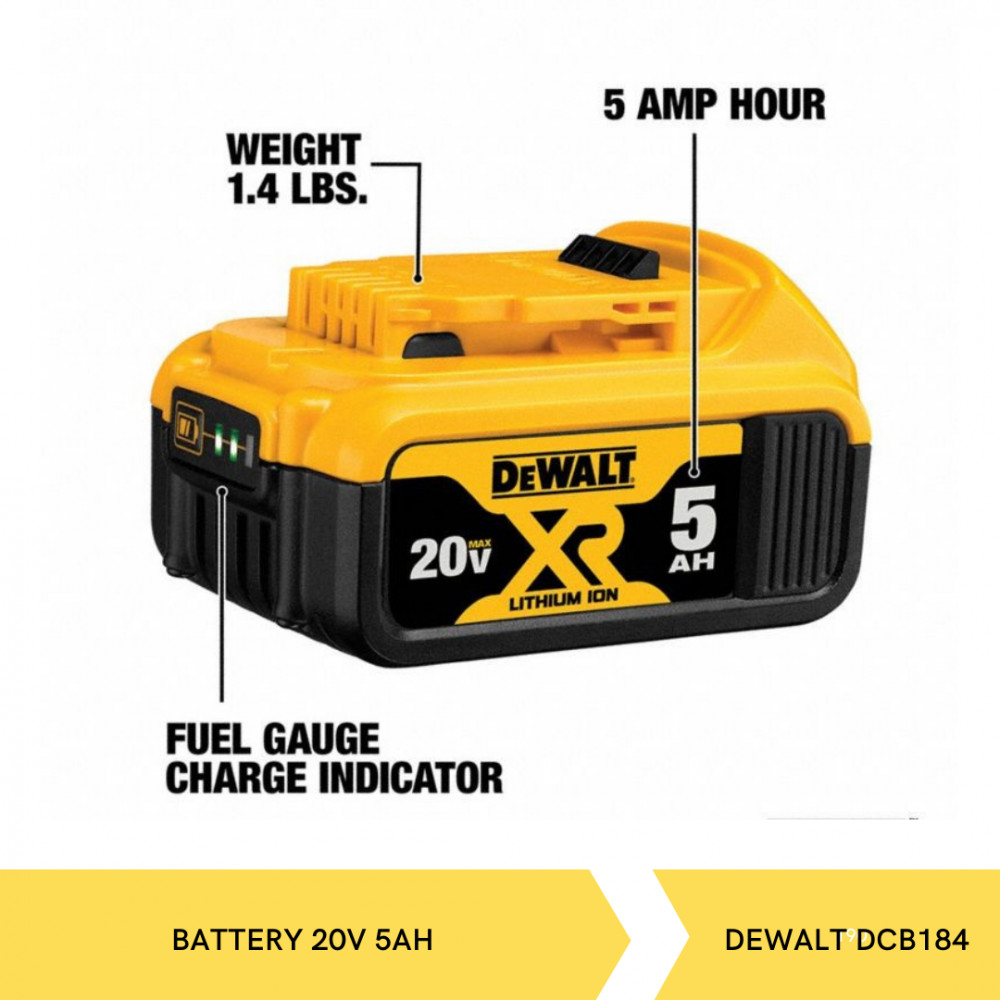 5 AMP HOUR
WEIGHT
1.4 LBS.
DEWALT
20V MAX
XR
5
AH
LITHIUM ION
FUEL GAUGE
CHARGE INDICATOR
BATTERY 20V 5AH
DEWALT DCB184